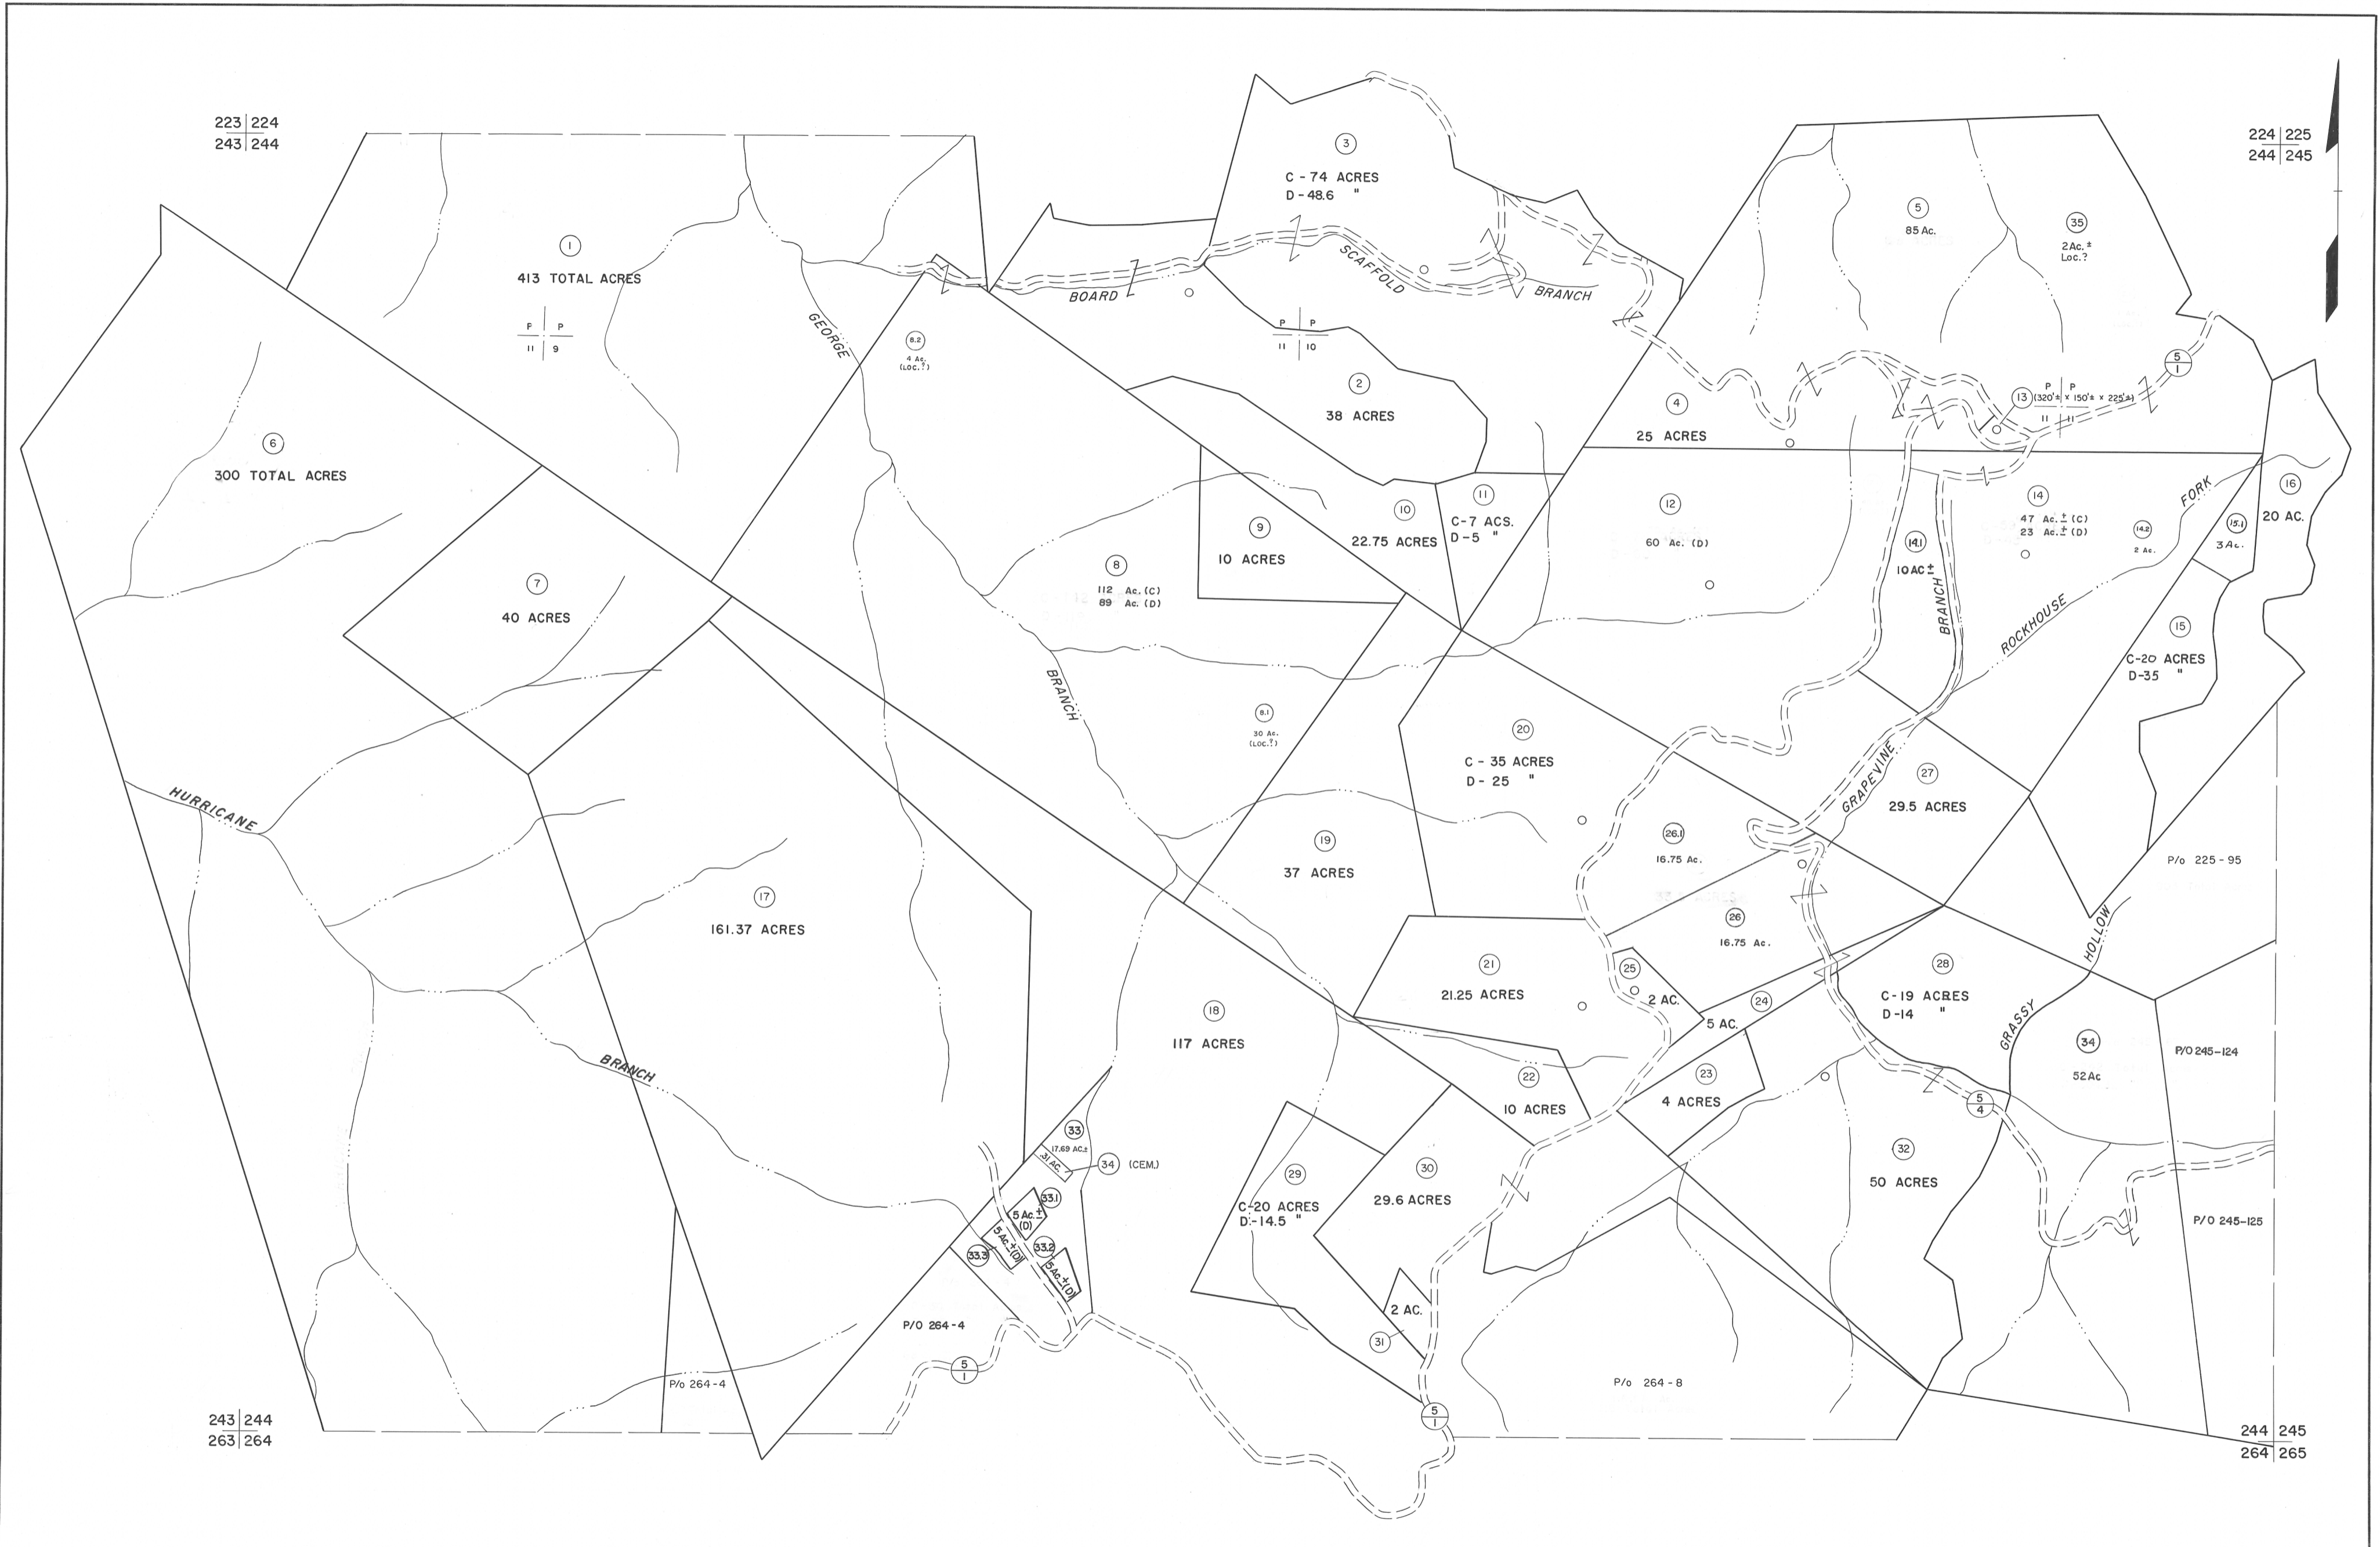 223 224
243 244
224 225
244 245
3
C - 74 ACRES
D - 48.6 "
1
413 TOTAL ACRES
P P
11 9
5
85 Ac.
35
2 Ac. ±
Loc.?
SCAFFOLD
BOARD
BRANCH
GEORGE
8.2
4 Ac.
(LOC.?)
P P
11 10
2
38 ACRES
4
25 ACRES
5
1
13 (320'± x 150'± x 225'±)
P P
11 11
6
300 TOTAL ACRES
7
40 ACRES
8
112 Ac. (C)
89 Ac. (D)
9
10 ACRES
10
22.75 ACRES
11
C-7 ACS.
D-5 "
12
60 Ac. (D)
14.1
10 AC ±
BRANCH
14
47 Ac. ± (C)
23 Ac. ± (D)
14.2
2 Ac.
FORK
15.1
3 Ac.
16
20 AC.
ROCKHOUSE
15
C-20 ACRES
D-35 "
BRANCH
8.1
30 Ac.
(LOC.?)
20
C - 35 ACRES
D - 25 "
HURRICANE
GRAPEVINE
27
29.5 ACRES
19
37 ACRES
26.1
16.75 Ac.
P/o 225 - 95
17
161.37 ACRES
26
16.75 Ac.
HOLLOW
21
21.25 ACRES
25
2 AC.
24
5 AC.
28
C-19 ACRES
D-14 "
GRASSY
18
117 ACRES
34
52 Ac
P/O 245-124
BRANCH
22
10 ACRES
23
4 ACRES
5
4
33
17.69 AC.±
.31 AC.
34 (CEM.)
29
C-20 ACRES
D-14.5 "
30
29.6 ACRES
32
50 ACRES
33.1
5 Ac. ±
(D)
33.3
5 Ac. ± (D)
33.2
5 Ac. ± (D)
P/O 245-125
P/O 264-4
2 AC.
31
5
1
P/o 264-4
P/o 264 - 8
5
1
243 244
263 264
244 245
264 265